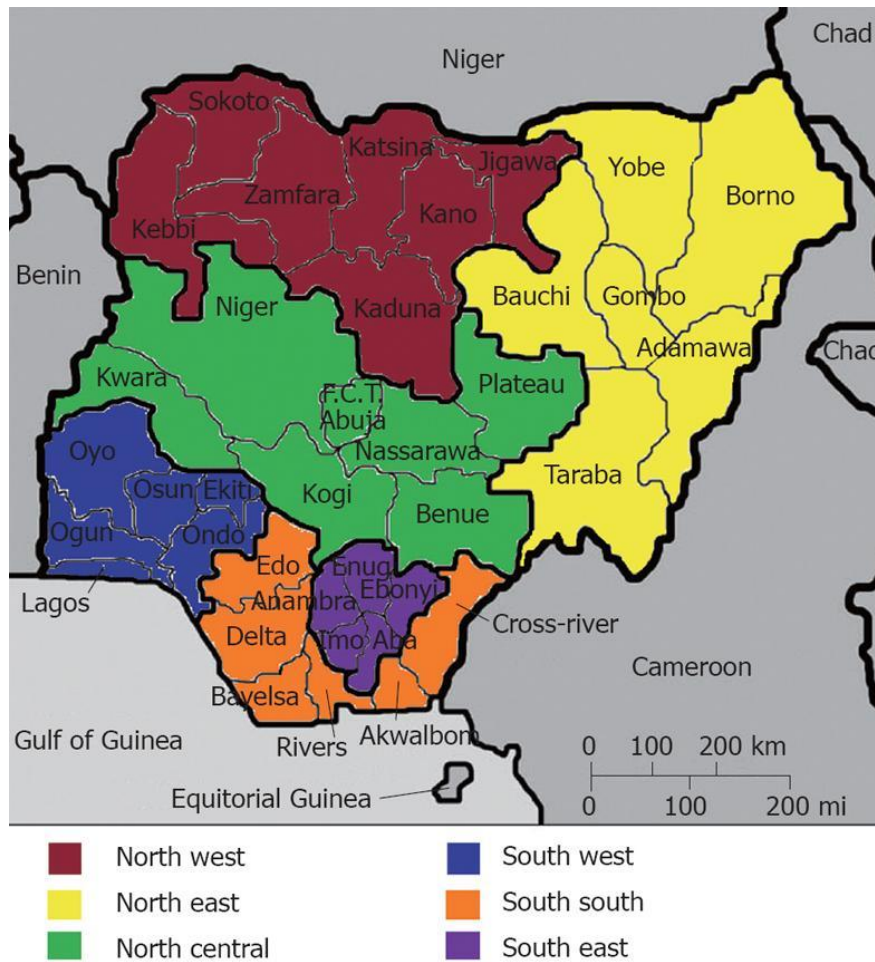 Chad
Niger
Sokoto
Katsina
Jigawa
Yobe
Zamfara
Kano
Borno
Kebbi
Benin
Niger
Kaduna
Bauchi
Gombo
Adamawa
Chad
Kwara
F.C.T.
Abuja
Plateau
Oyo
Nassarawa
Taraba
Osun
Ekiti
Kogi
Benue
Ogun
Ondo
Edo
Enugu
Ebonyi
Lagos
Anambra
Cross-river
Delta
Imo
Aba
Cameroon
Bayelsa
Gulf of Guinea
Rivers
Akwalbom
0 100 200 km
0 100 200 mi
Equitorial Guinea
North west
South west
North east
South south
North central
South east